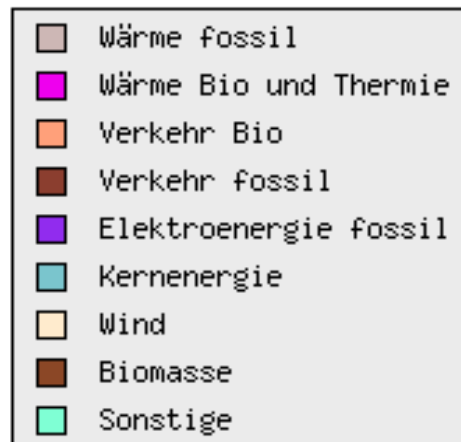 Wärme fossil
Wärme Bio und Thermie
Verkehr Bio
Verkehr fossil
Elektroenergie fossil
Kernenergie
Wind
Biomasse
Sonstige